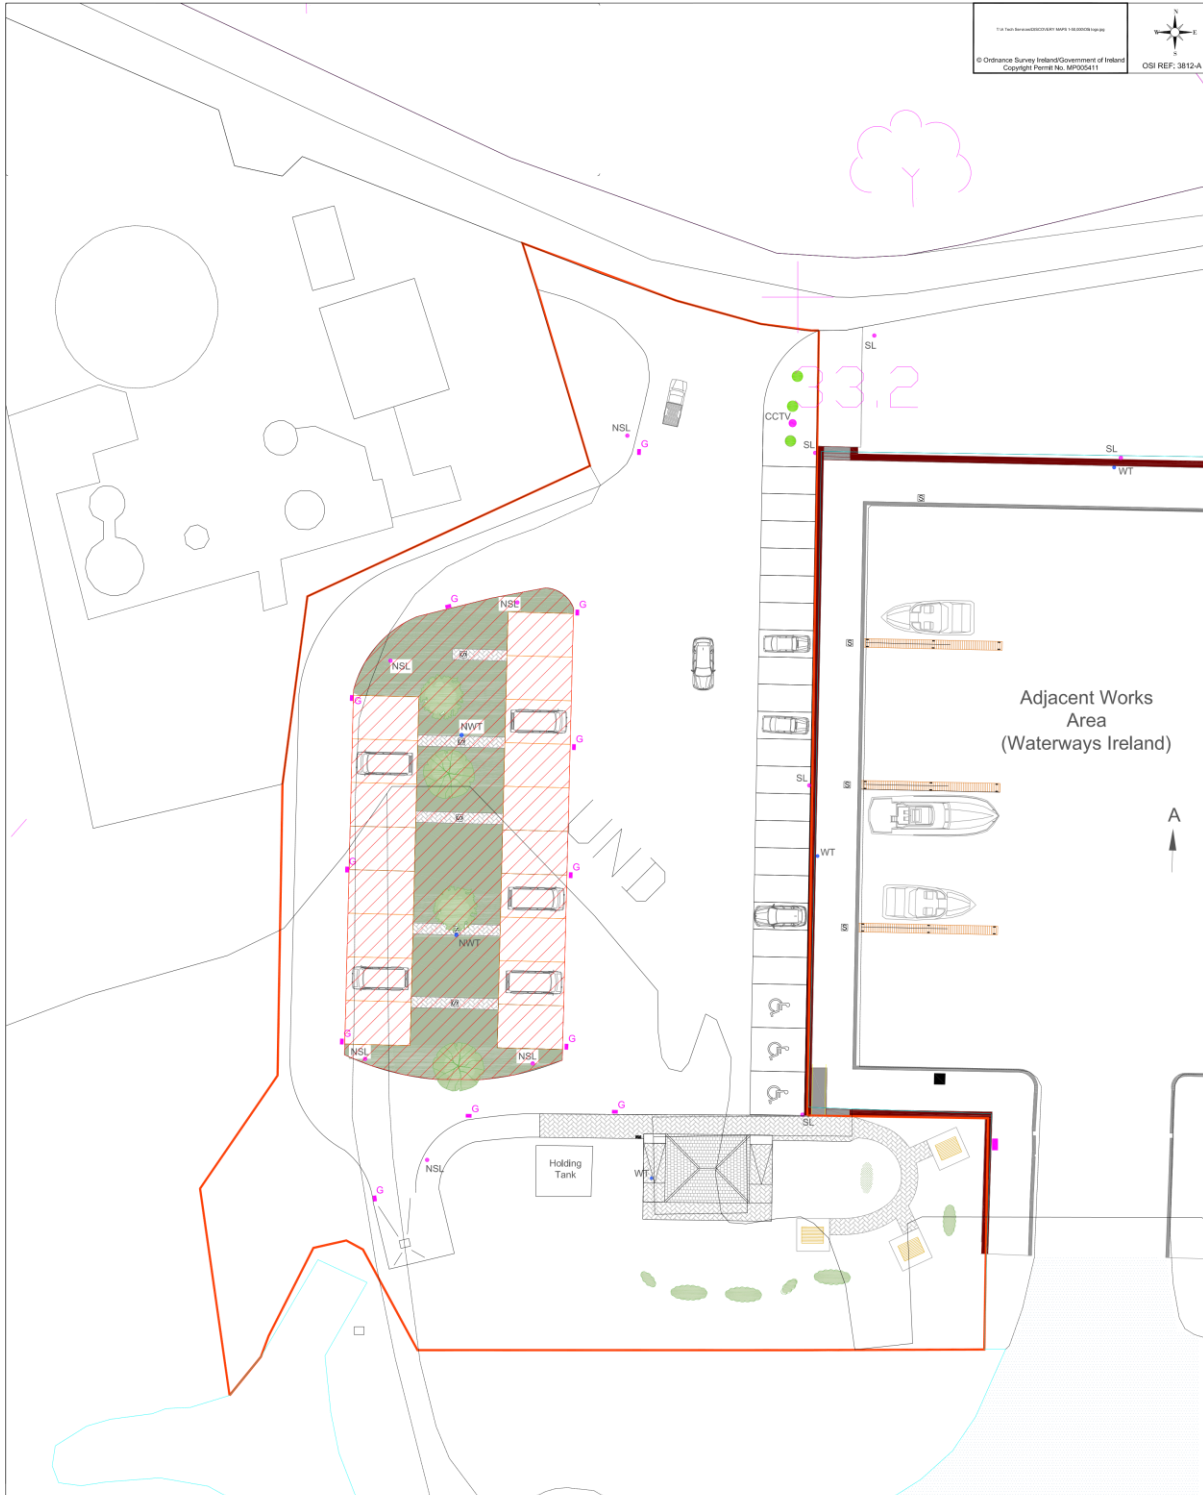 © Ordnance Survey Ireland/Government of Ireland
Copyright Permit No. MP005411
N
W E
S
OSI REF: 3812-A
SL
33.2
CCTV
NSL
G
SL
SL
WT
G
NSL
G
NSL
G
NWT
G
Adjacent Works
Area
(Waterways Ireland)
SL
A
UND
WT
G
G
NWT
G
G
NSL
NSL
G
G
SL
Holding
Tank
WT
NSL
G